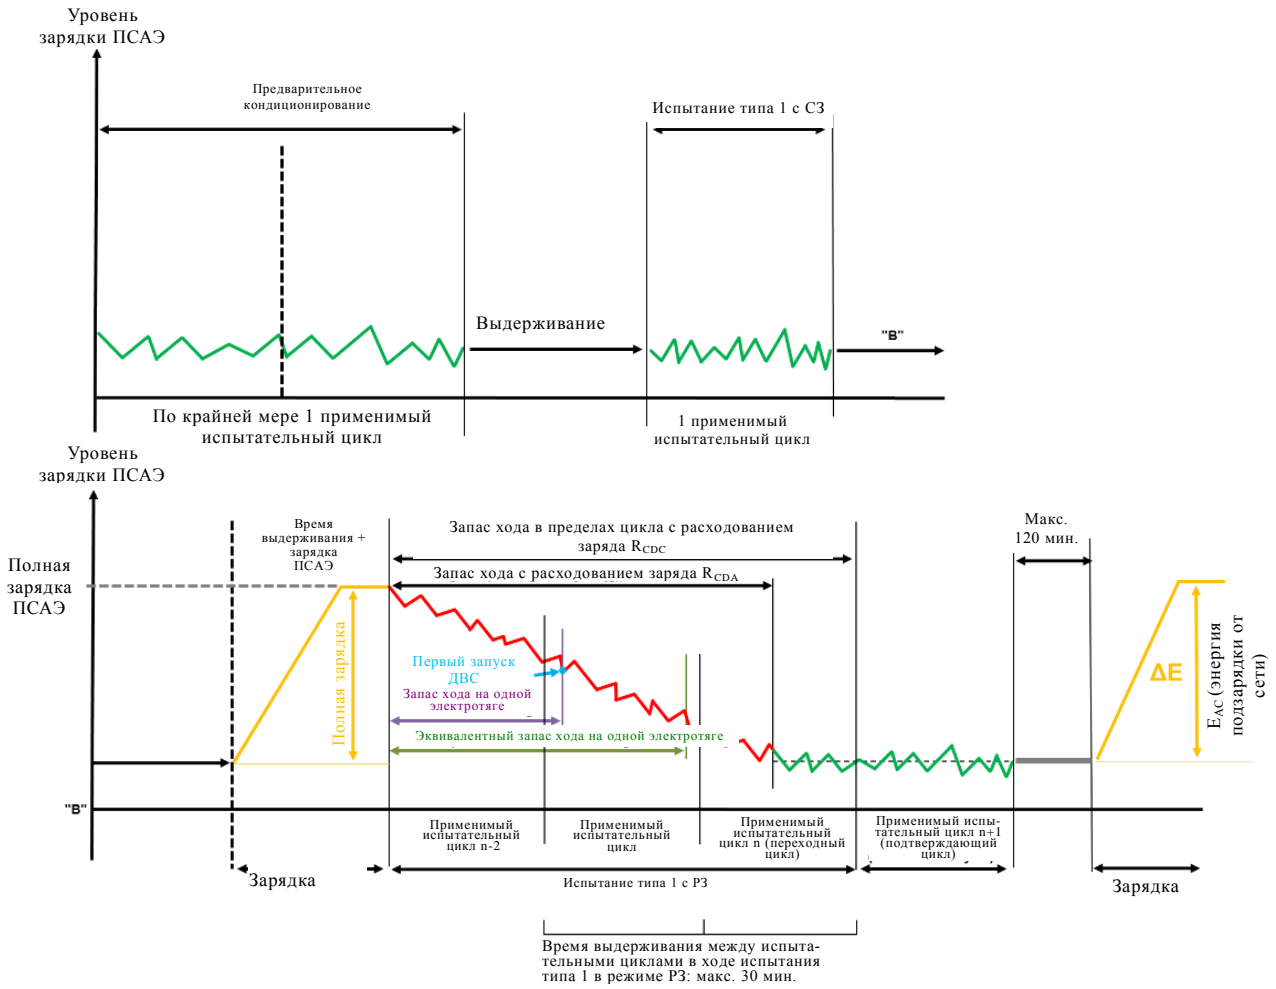 Уровень
зарядки ПСАЭ
Предварительное
кондиционирование
Испытание типа 1 с СЗ
Выдерживание
"В"
По крайней мере 1 применимый
испытательный цикл
1 применимый
испытательный цикл
Уровень
зарядки ПСАЭ
Время
выдерживания +
зарядка
ПСАЭ
Запас хода в пределах цикла с расходованием
заряда RCDC
Макс.
120 мин.
Полная
зарядка
ПСАЭ
Запас хода с расходованием заряда RCDA
Полная зарядка
Первый запуск
ДВС
Запас хода на одной
электротяге
Эквивалентный запас хода на одной электротяге
ΔE
EAC (энергия
подзарядки от
сети)
"В"
Применимый
испытательный
цикл n-2
Применимый
испытательный
цикл
Применимый
испытательный
цикл n (переходный
цикл)
Применимый испы-
тательный цикл n+1
(подтверждающий
цикл)
Зарядка
Испытание типа 1 с РЗ
Зарядка
Время выдерживания между испыта-
тельными циклами в ходе испытания
типа 1 в режиме РЗ: макс. 30 мин.